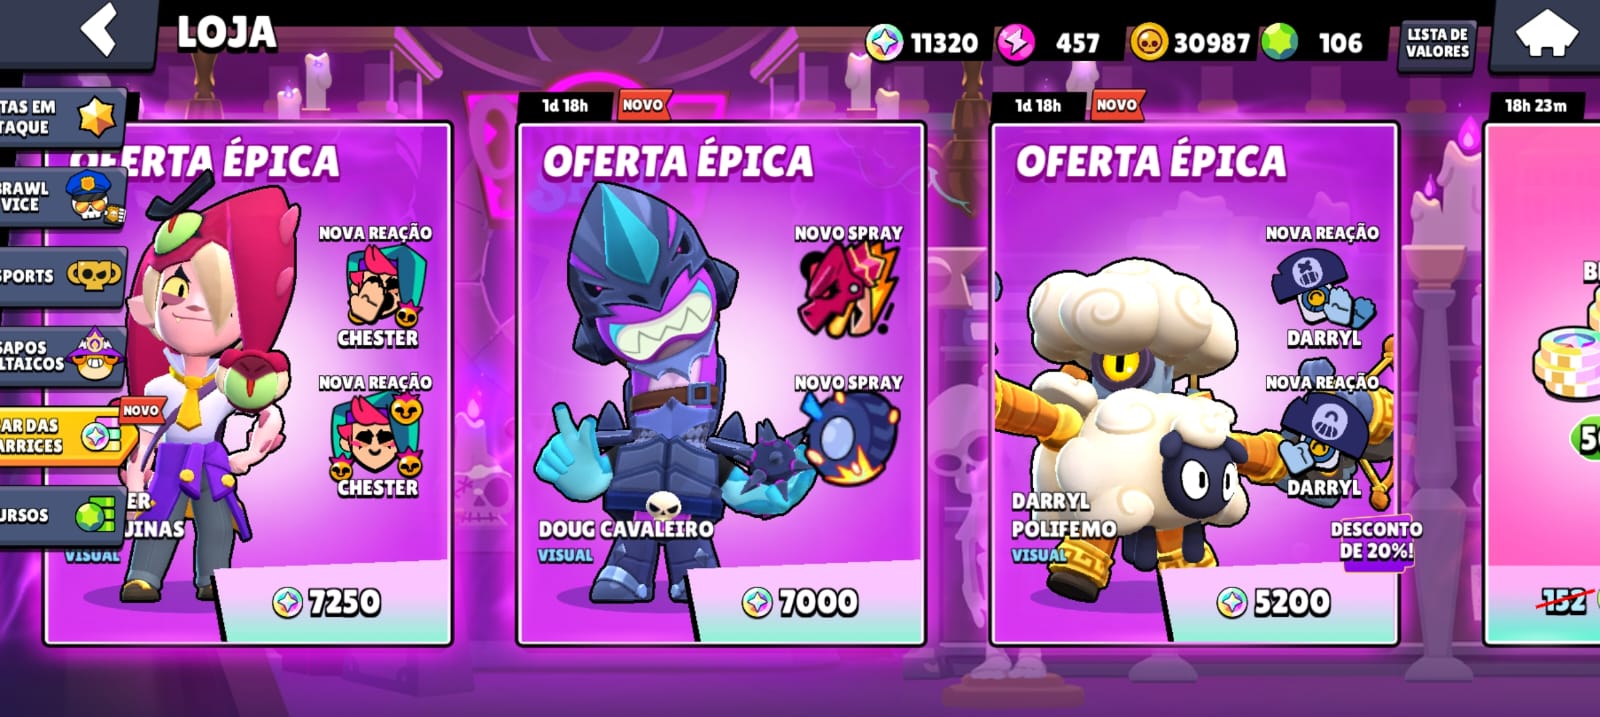 LOJA
11320
457
30987
106
LISTA DE
VALORES
TAS EM
TAQUE
BRAWL
VICE
SPORTS
SAPOS
LTAICOS
NOVO
AR DAS
ARRICES
URSOS
OFERTA ÉPICA
NOVA REAÇÃO
CHESTER
NOVA REAÇÃO
CHESTER
ER
UINAS
VISUAL
7250
1d 18h
NOVO
OFERTA ÉPICA
NOVO SPRAY
NOVO SPRAY
DOUG CAVALEIRO
VISUAL
7000
1d 18h
NOVO
OFERTA ÉPICA
NOVA REAÇÃO
DARRYL
NOVA REAÇÃO
DARRYL
DARRYL
POLIFEMO
VISUAL
DESCONTO
DE 20%!
5200
18h 23m
152